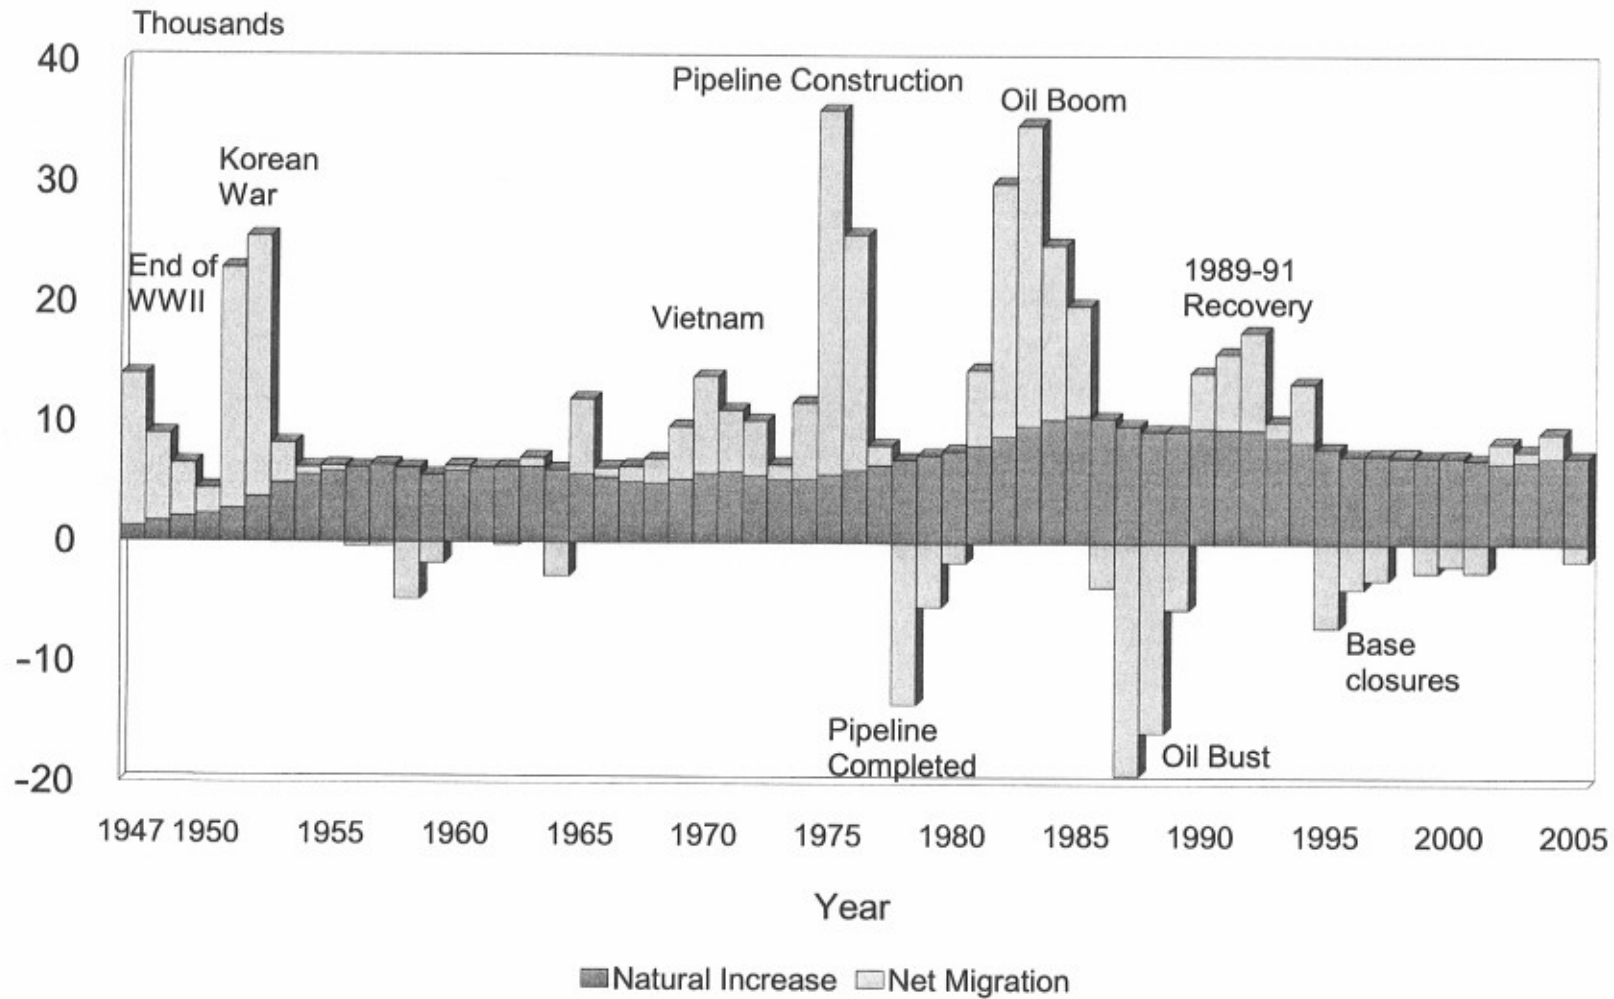 Thousands
40
30
20
10
0
-10
-20
End of
WWII
Korean
War
Vietnam
Pipeline Construction
Oil Boom
1989-91
Recovery
Pipeline
Completed
Oil Bust
Base
closures
1947 1950 1955 1960 1965 1970 1975 1980 1985 1990 1995 2000 2005
Year
Natural Increase Net Migration